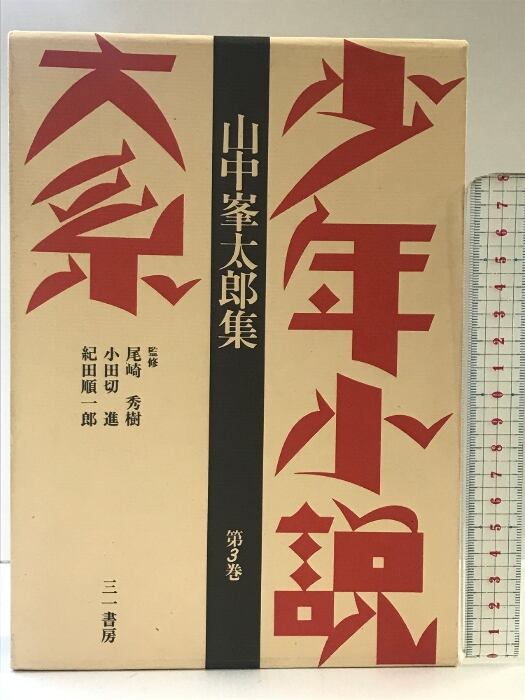 少年小説
大系
山中峯太郎集
第3巻
監修
尾崎 秀樹
小田切 進
紀田順一郎
三一書房